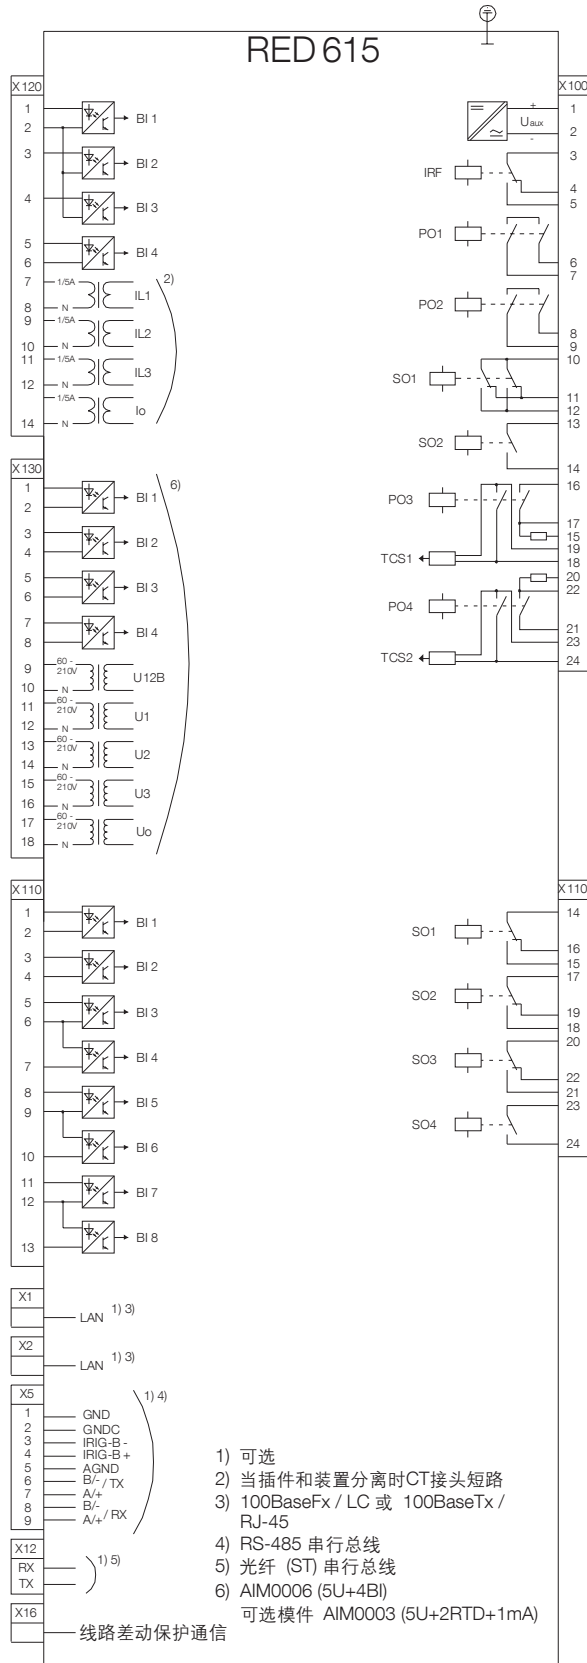 RED 615
X120
1
2
3
4
5
6
7
8
9
10
11
12
14
BI 1
BI 2
BI 3
BI 4
1/5A
N
IL1
1/5A
N
IL2
1/5A
N
IL3
1/5A
N
Io
2)
X130
1
2
3
4
5
6
7
8
9
10
11
12
13
14
15
16
17
18
BI 1
BI 2
BI 3
BI 4
60 -
210V
N
U12B
60 -
210V
N
U1
60 -
210V
N
U2
60 -
210V
N
U3
60 -
210V
N
Uo
6)
X110
1
2
3
4
5
6
7
8
9
10
11
12
13
BI 1
BI 2
BI 3
BI 4
BI 5
BI 6
BI 7
BI 8
X1
LAN 1) 3)
X2
LAN 1) 3)
X5
1 GND
2 GNDC
3 IRIG-B -
4 IRIG-B +
5 AGND
6 B/- / TX
7 A/+
8 B/-
9 A/+ / RX
1) 4)
X12
RX
TX
1) 5)
X16
线路差动保护通信
X100
+
Uaux
-
1
2
IRF
3
4
5
PO1
6
7
PO2
8
9
SO1
10
11
12
SO2
13
14
PO3
16
17
15
19
TCS1
18
20
22
PO4
21
23
TCS2
24
X110
SO1
14
16
15
SO2
17
19
18
SO3
20
22
21
SO4
23
24
1) 可选
2) 当插件和装置分离时CT接头短路
3) 100BaseFx / LC 或 100BaseTx /
RJ-45
4) RS-485 串行总线
5) 光纤 (ST) 串行总线
6) AIM0006 (5U+4BI)
可选模件 AIM0003 (5U+2RTD+1mA)